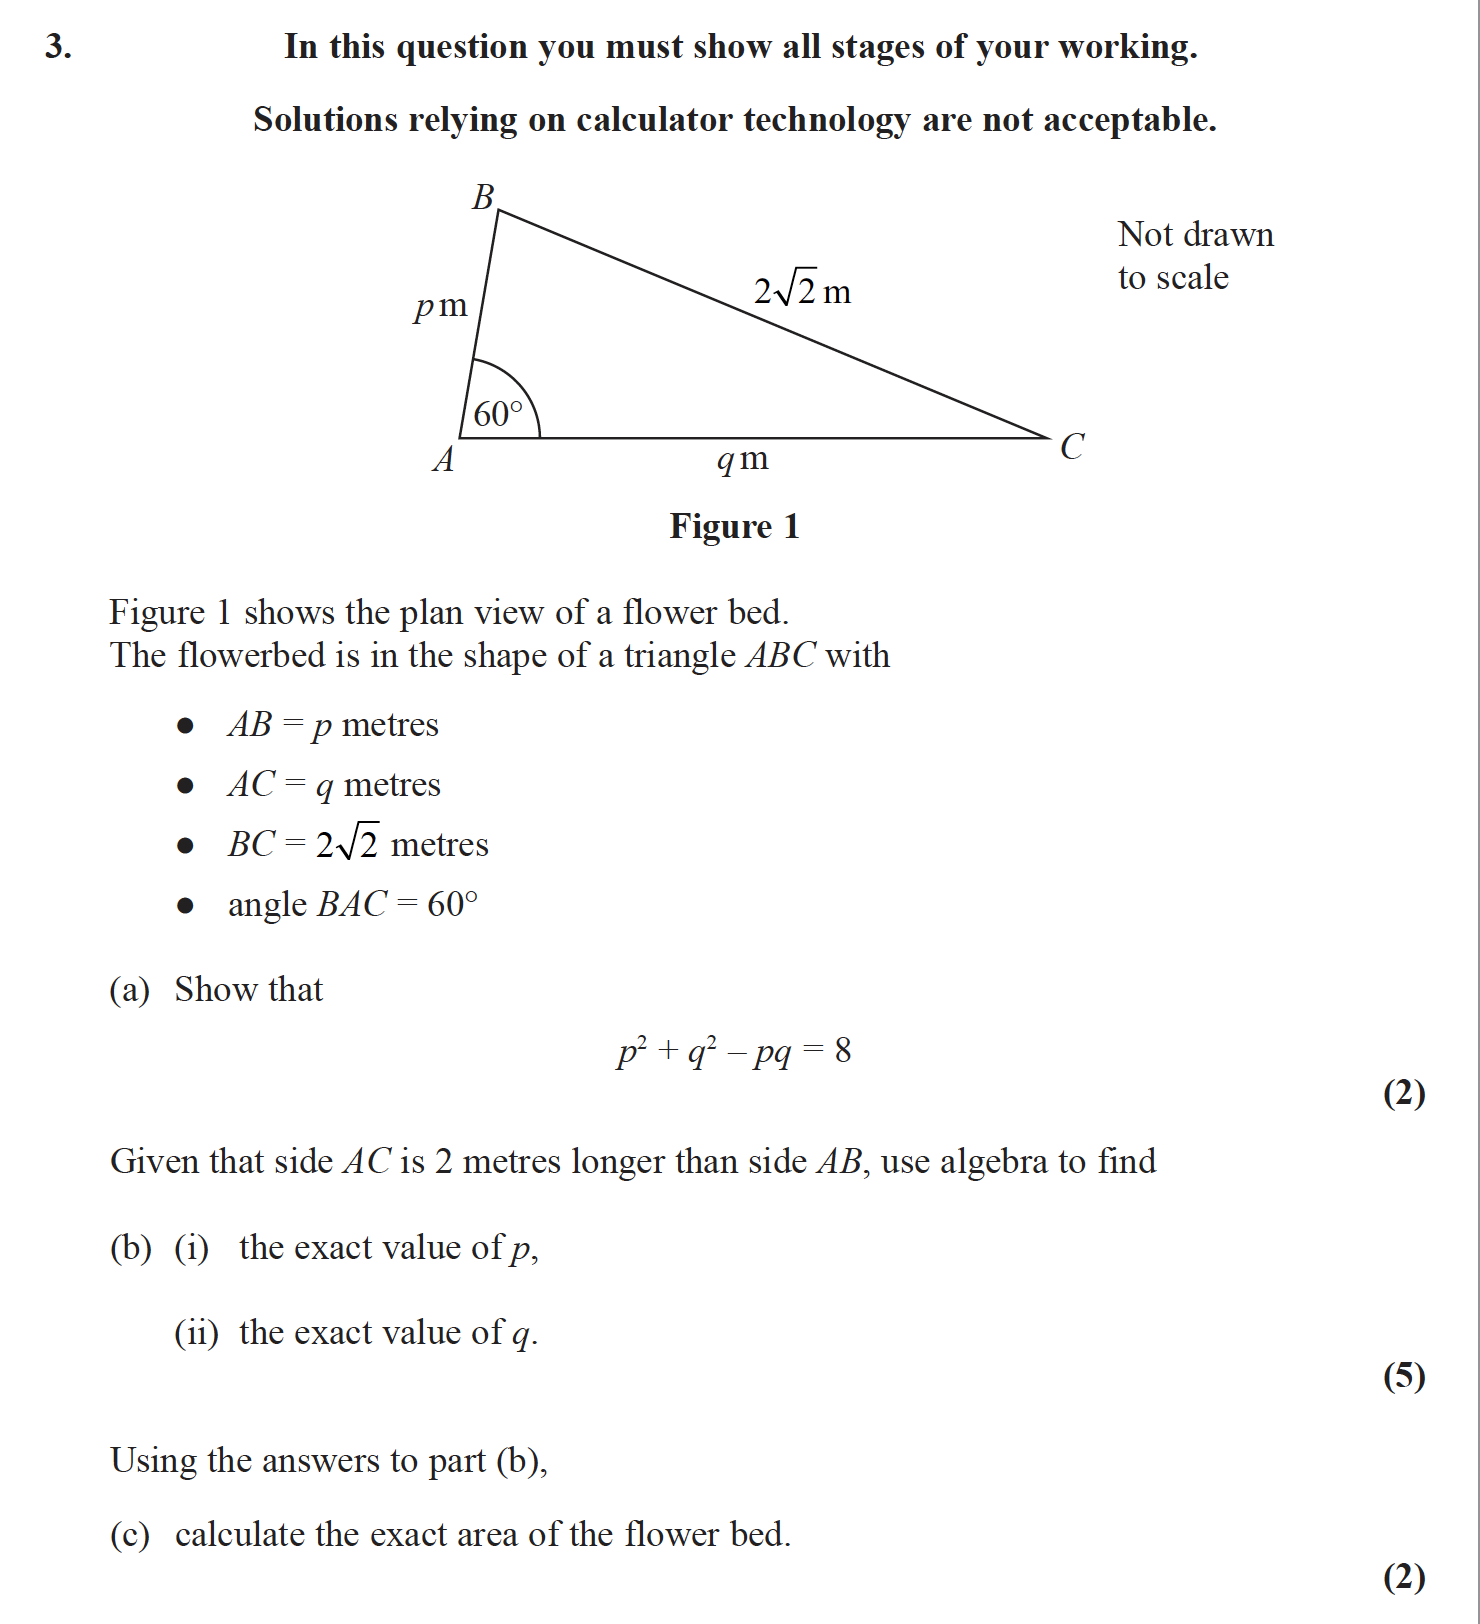 3. In this question you must show all stages of your working.
Solutions relying on calculator technology are not acceptable.
B
Not drawn
to scale
2√2 m
p m
60°
A
C
q m
Figure 1
Figure 1 shows the plan view of a flower bed.
The flowerbed is in the shape of a triangle ABC with
● AB = p metres
● AC = q metres
● BC = 2√2 metres
● angle BAC = 60°
(a) Show that
p² + q² – pq = 8
(2)
Given that side AC is 2 metres longer than side AB, use algebra to find
(b) (i) the exact value of p,
(ii) the exact value of q.
(5)
Using the answers to part (b),
(c) calculate the exact area of the flower bed.
(2)